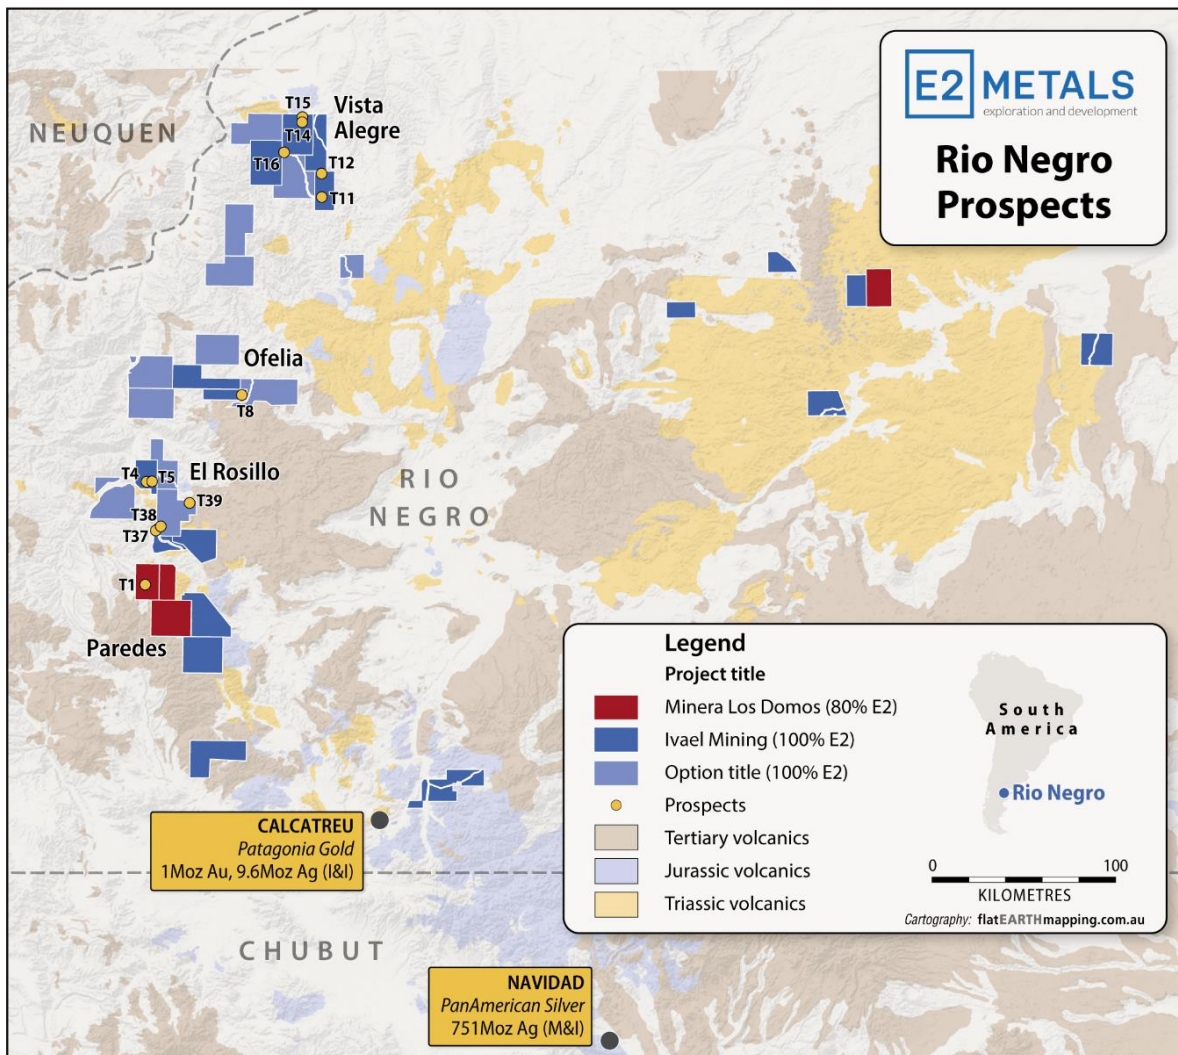 E2 METALS
exploration and development
Rio Negro
Prospects
NEUQUEN
T15
Vista
Alegre
T14
T16
T12
T11
Ofelia
T8
T4
T5
El Rosillo
T39
T38
T37
RIO
NEGRO
T1
Paredes
CALCATREU
Patagonia Gold
1Moz Au, 9.6Moz Ag (I&I)
CHUBUT
NAVIDAD
PanAmerican Silver
751Moz Ag (M&I)
Legend
Project title
Minera Los Domos (80% E2)
Ivael Mining (100% E2)
Option title (100% E2)
Prospects
Tertiary volcanics
Jurassic volcanics
Triassic volcanics
South
America
Rio Negro
0 100
KILOMETRES
Cartography: flatEARTHmapping.com.au